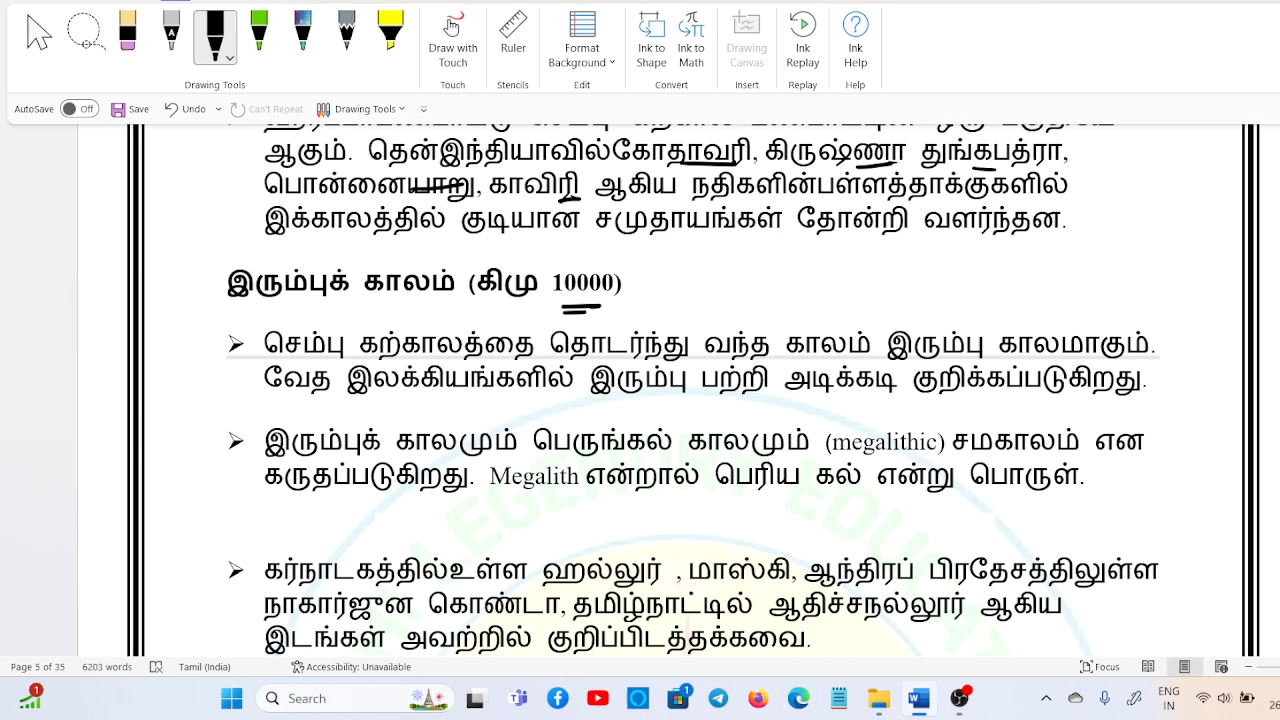 Draw with Touch
Ruler
Format Background
Ink to Shape
Ink to Math
Drawing Canvas
Ink Replay
Ink Help
Drawing Tools
Touch
Stencils
Edit
Convert
Insert
Replay
Help
AutoSave Off Save Undo Can't Repeat Drawing Tools
ஆகும். தென்இந்தியாவில்கோதாவரி, கிருஷ்ணா துங்கபத்ரா,
பொன்னையாறு, காவிரி ஆகிய நதிகளின்பள்ளத்தாக்குகளில்
இக்காலத்தில் குடியான சமுதாயங்கள் தோன்றி வளர்ந்தன.
இரும்புக் காலம் (கிமு 10000)
➢ செம்பு கற்காலத்தை தொடர்ந்து வந்த காலம் இரும்பு காலமாகும்.
வேத இலக்கியங்களில் இரும்பு பற்றி அடிக்கடி குறிக்கப்படுகிறது.
➢ இரும்புக் காலமும் பெருங்கல் காலமும் (megalithic) சமகாலம் என
கருதப்படுகிறது. Megalith என்றால் பெரிய கல் என்று பொருள்.
➢ கர்நாடகத்தில்உள்ள ஹல்லுர் , மாஸ்கி, ஆந்திரப் பிரதேசத்திலுள்ள
நாகார்ஜுன கொண்டா, தமிழ்நாட்டில் ஆதிச்சநல்லூர் ஆகிய
இடங்கள் அவற்றில் குறிப்பிடத்தக்கவை.
Page 5 of 35 6203 words Tamil (India) Accessibility: Unavailable Focus
1 Search 1 ENG
IN